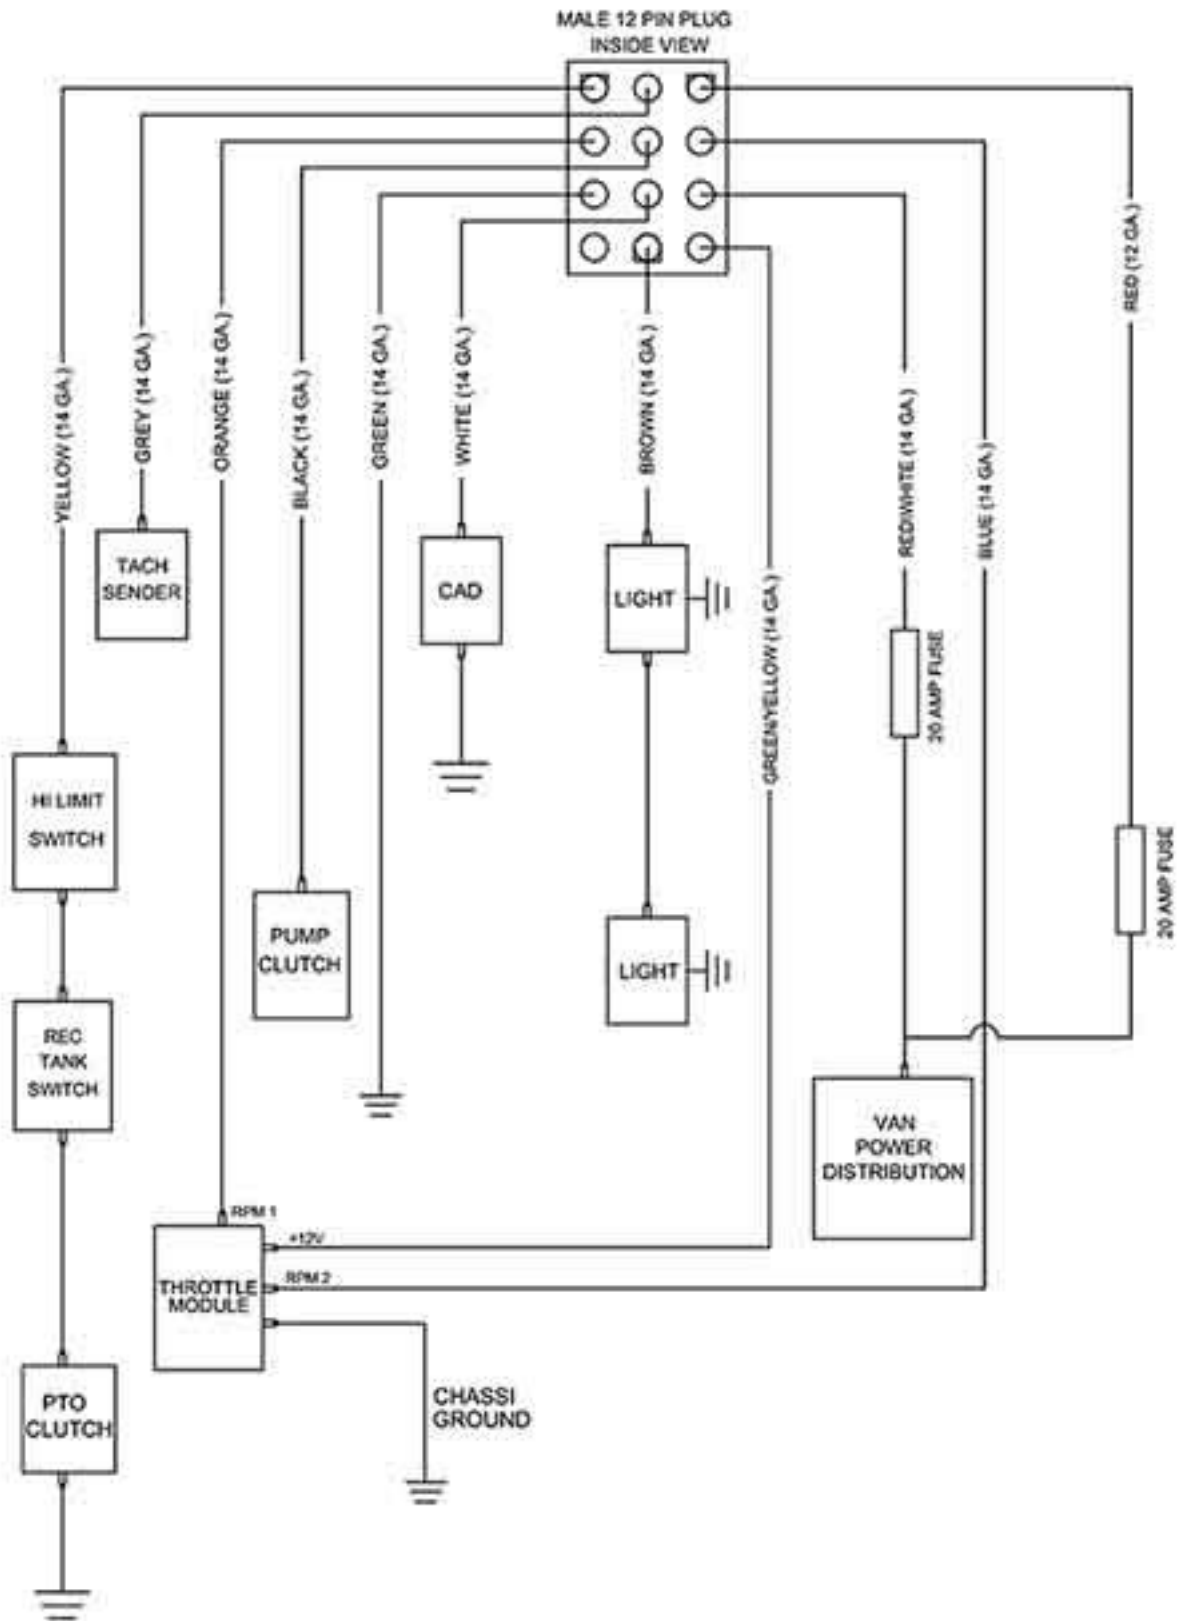 MALE 12 PIN PLUG
INSIDE VIEW
YELLOW (14 GA.)
GREY (14 GA.)
ORANGE (14 GA.)
BLACK (14 GA.)
GREEN (14 GA.)
WHITE (14 GA.)
BROWN (14 GA.)
GREEN/YELLOW (14 GA.)
RED/WHITE (14 GA.)
BLUE (14 GA.)
RED (12 GA.)
TACH
SENDER
CAD
LIGHT
20 AMP FUSE
HI LIMIT
SWITCH
20 AMP FUSE
PUMP
CLUTCH
LIGHT
REC
TANK
SWITCH
VAN
POWER
DISTRIBUTION
RPM 1
+12V
RPM 2
THROTTLE
MODULE
CHASSI
GROUND
PTO
CLUTCH